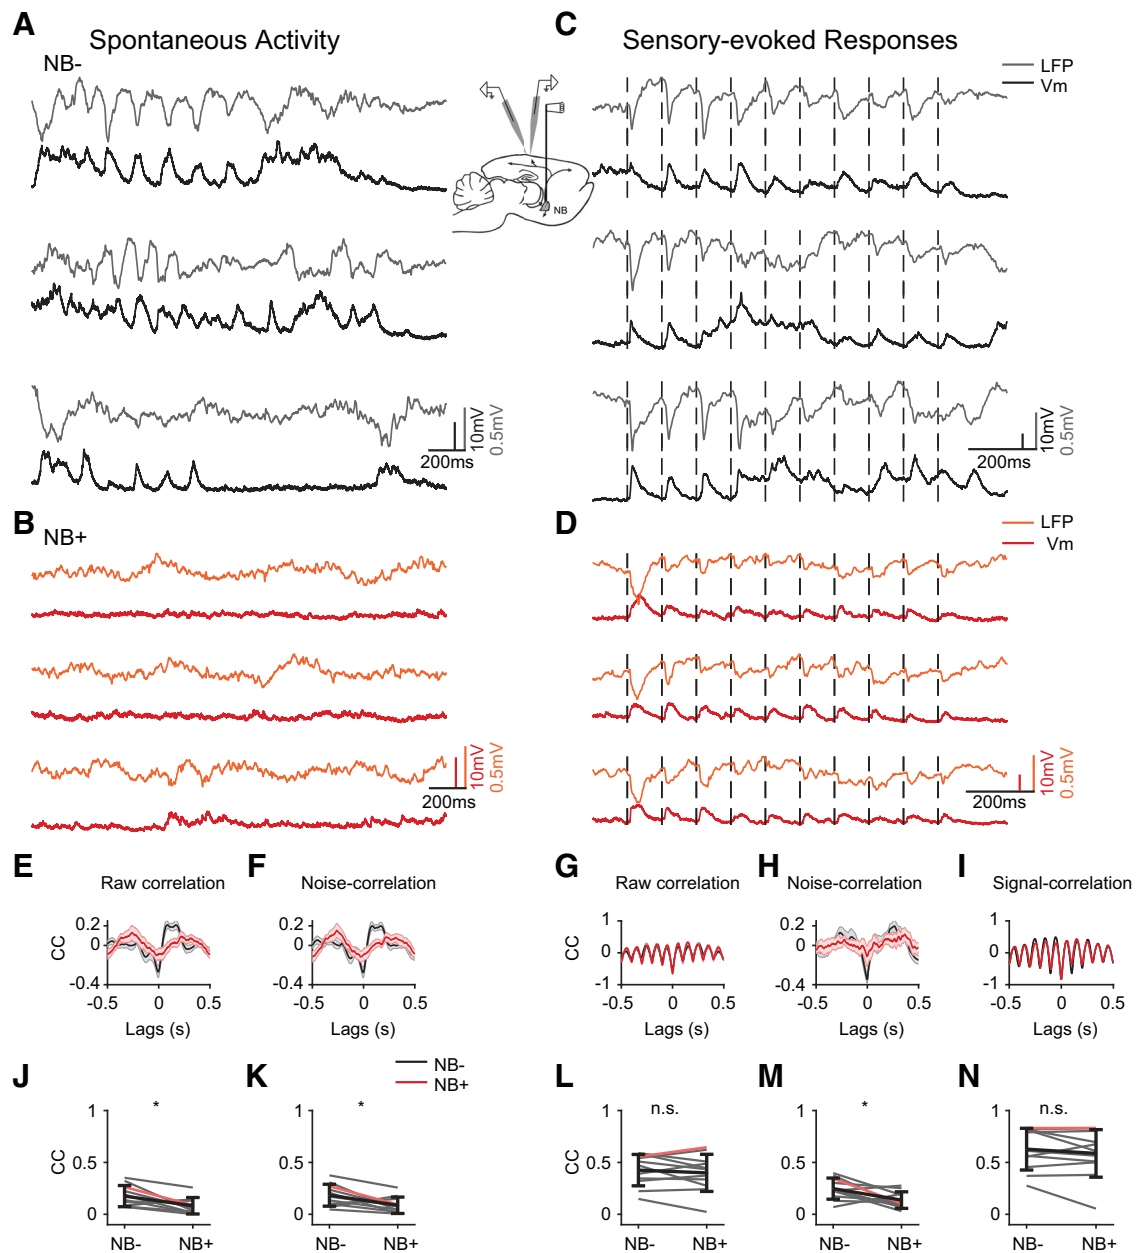 A
Spontaneous Activity
C
Sensory-evoked Responses
NB-
LFP
Vm
NB
10mV
0.5mV
200ms
10mV
0.5mV
200ms
B
NB+
D
LFP
Vm
10mV
0.5mV
200ms
10mV
0.5mV
200ms
E
F
G
H
I
Raw correlation
Noise-correlation
Raw correlation
Noise-correlation
Signal-correlation
CC
0.2
0
-0.4
-0.5 0 0.5
Lags (s)
0.2
0
-0.4
-0.5 0 0.5
Lags (s)
CC
1
0
-1
-0.5 0 0.5
Lags (s)
0.4
0
-0.4
-0.5 0 0.5
Lags (s)
1
0
-1
-0.5 0 0.5
Lags (s)
NB-
NB+
J
K
L
M
N
*
*
n.s.
*
n.s.
CC
1
0.5
0
NB- NB+
1
0.5
0
NB- NB+
CC
1
0.5
0
NB- NB+
1
0.5
0
NB- NB+
1
0.5
0
NB- NB+